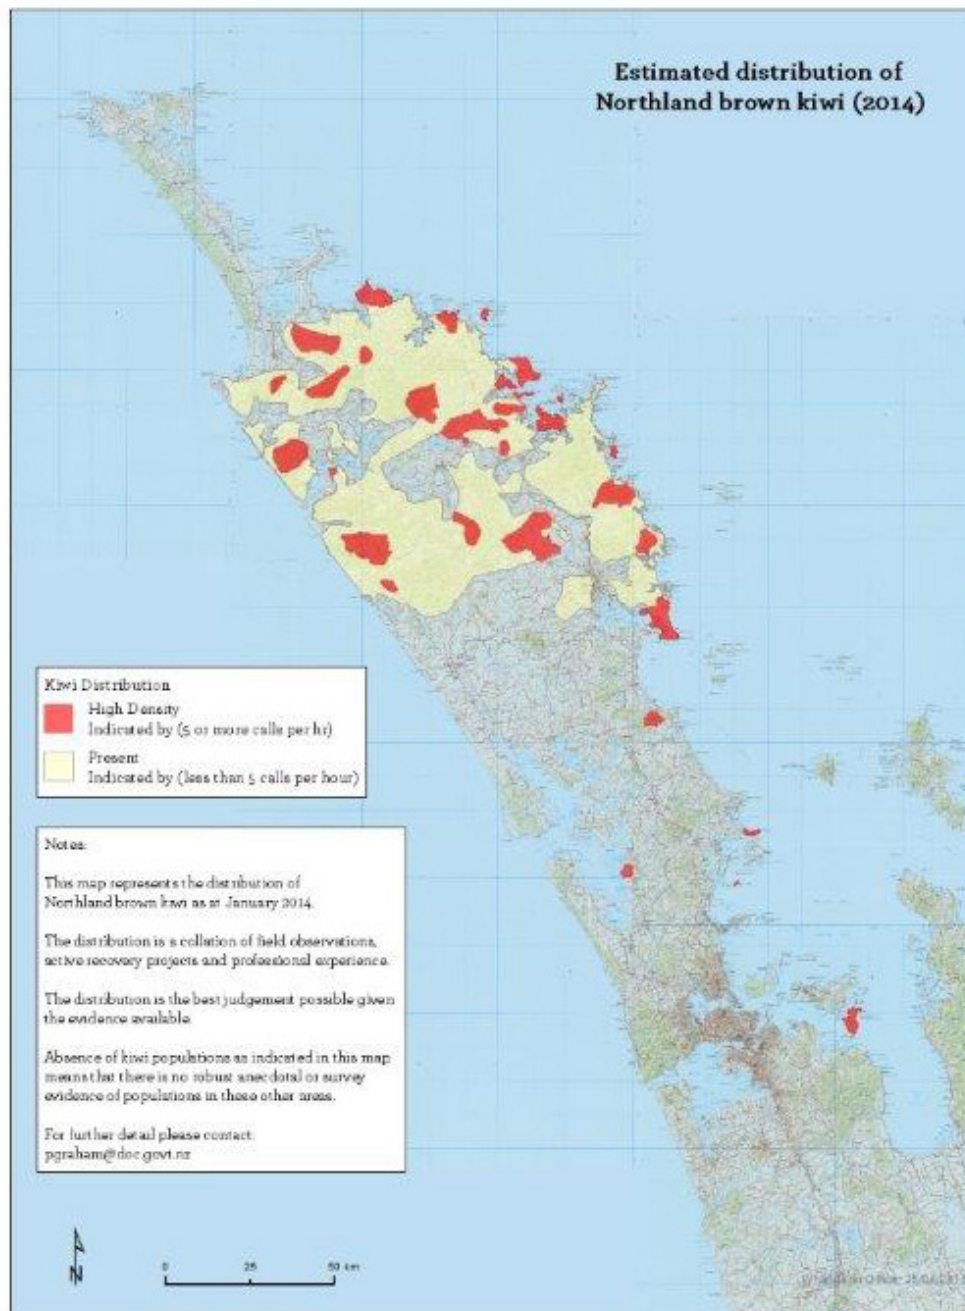 Estimated distribution of
Northland brown kiwi (2014)
Kiwi Distribution
High Density
Indicated by (5 or more calls per hr)
Present
Indicated by (less than 5 calls per hour)
Notes:
This map represents the distribution of
Northland brown kiwi as at January 2014.
The distribution is a collation of field observations,
active recovery projects and professional experience.
The distribution is the best judgement possible given
the evidence available.
Absence of kiwi populations as indicated in this map
means that there is no robust anecdotal or survey
evidence of populations in these other areas.
For further detail please contact:
pgraham@doc.govt.nz
N
0 25 50 km